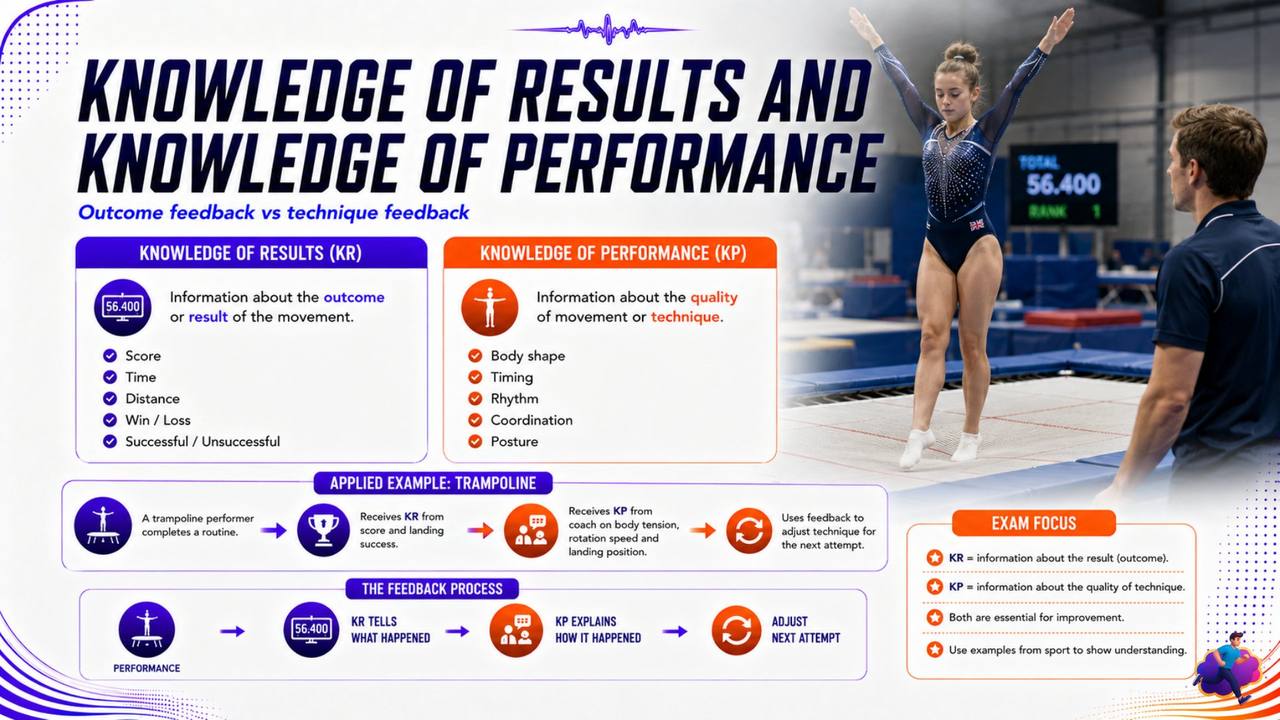 KNOWLEDGE OF RESULTS AND
KNOWLEDGE OF PERFORMANCE
Outcome feedback vs technique feedback
TOTAL
56.400
RANK 1
KNOWLEDGE OF RESULTS (KR)
56.400
Information about the outcome
or result of the movement.
Score
Time
Distance
Win / Loss
Successful / Unsuccessful
KNOWLEDGE OF PERFORMANCE (KP)
Information about the quality
of movement or technique.
Body shape
Timing
Rhythm
Coordination
Posture
APPLIED EXAMPLE: TRAMPOLINE
A trampoline performer
completes a routine.
Receives KR from
score and landing
success.
Receives KP from
coach on body tension,
rotation speed and
landing position.
Uses feedback to
adjust technique for
the next attempt.
THE FEEDBACK PROCESS
PERFORMANCE
56.400
KR TELLS
WHAT HAPPENED
KP EXPLAINS
HOW IT HAPPENED
ADJUST
NEXT ATTEMPT
EXAM FOCUS
KR = information about the result (outcome).
KP = information about the quality of technique.
Both are essential for improvement.
Use examples from sport to show understanding.